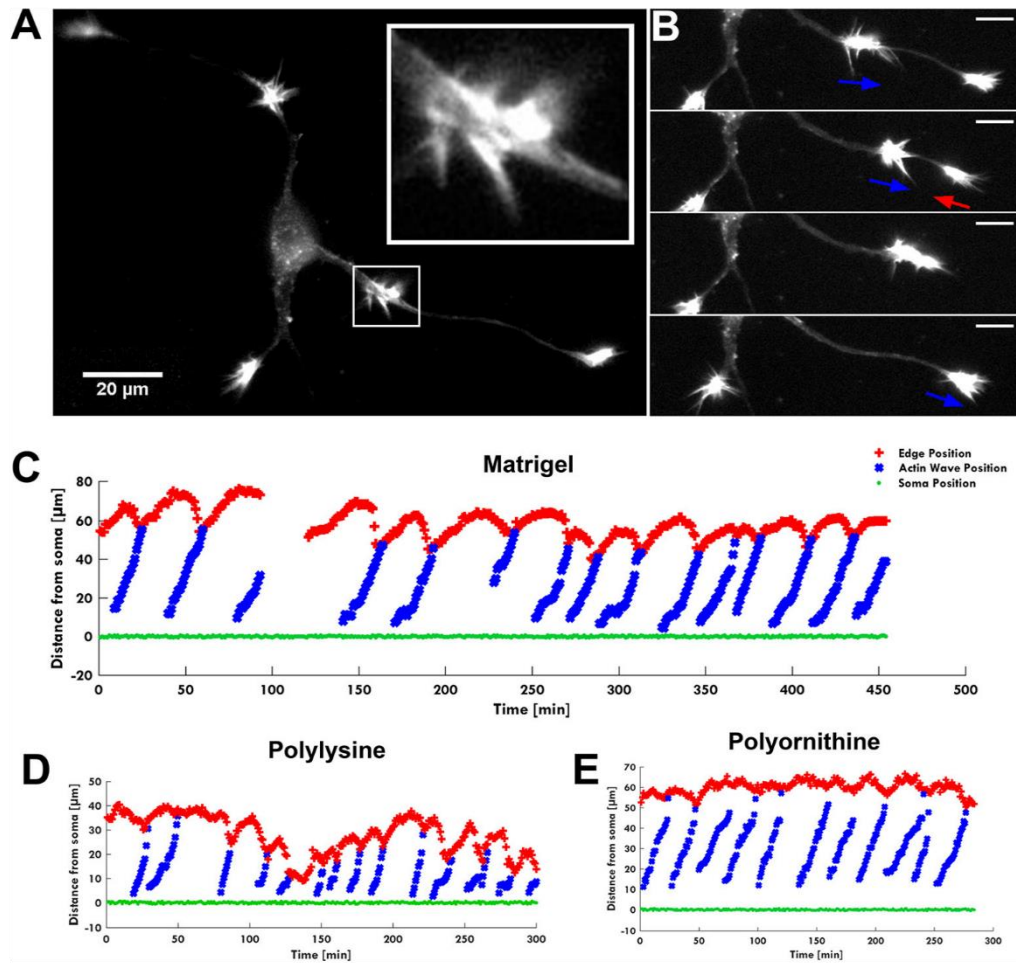 A
B
20 µm
C
Matrigel
Edge Position
Actin Wave Position
Soma Position
Distance from soma [µm]
80
60
40
20
0
-20
0 50 100 150 200 250 300 350 400 450 500
Time [min]
D
Polylysine
Distance from soma [µm]
50
40
30
20
10
0
-10
0 50 100 150 200 250 300
Time [min]
E
Polyornithine
Distance from soma [µm]
70
60
50
40
30
20
10
0
-10
0 50 100 150 200 250 300
Time [min]